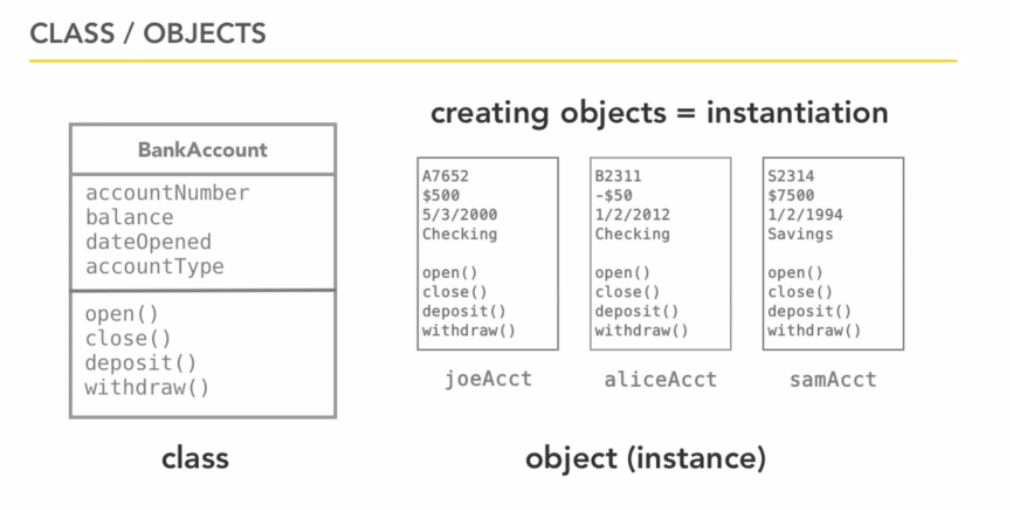 CLASS / OBJECTS
creating objects = instantiation
BankAccount
accountNumber
balance
dateOpened
accountType
open()
close()
deposit()
withdraw()
class
A7652
$500
5/3/2000
Checking
open()
close()
deposit()
withdraw()
joeAcct
B2311
-$50
1/2/2012
Checking
open()
close()
deposit()
withdraw()
aliceAcct
S2314
$7500
1/2/1994
Savings
open()
close()
deposit()
withdraw()
samAcct
object (instance)